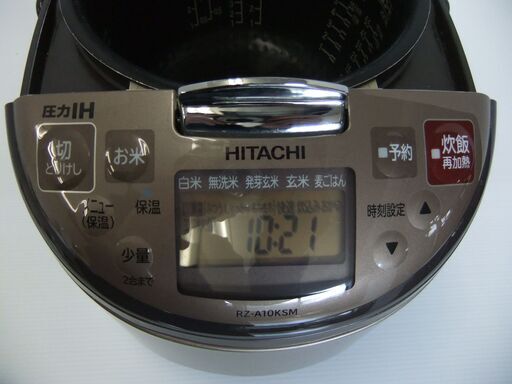 圧力IH
切
とりけし
お米
HITACHI
予約
炊飯
再加熱
白米 無洗米 発芽玄米 玄米 麦ごはん
メニュー
(保温)
保温
時刻設定
10:21
少量
2合まで
RZ-A10KSM